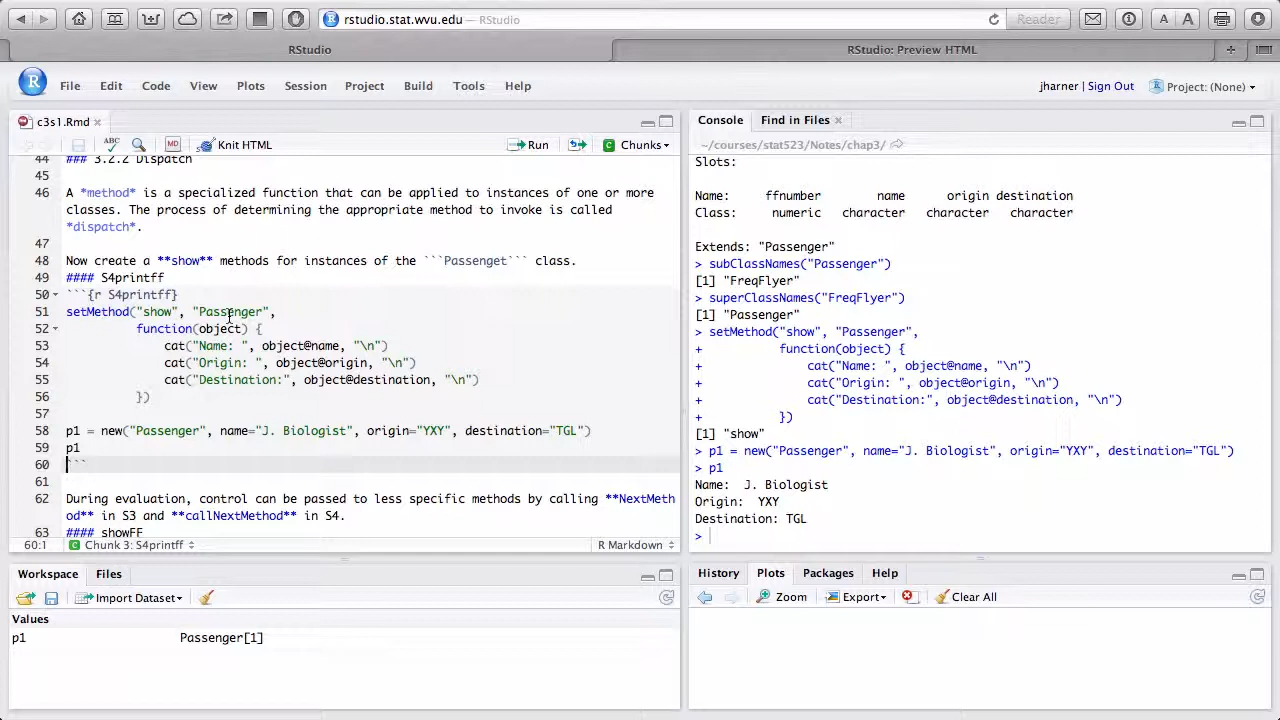 rstudio.stat.wvu.edu — RStudio
Reader
A A
RStudio
RStudio: Preview HTML
+
R File Edit Code View Plots Session Tools Help
jharner | Sign Out Project: (None)
c3s1.Rmd ×
ABC MD Knit HTML Run Chunks
44 ### 3.2.2 Dispatch
45
46 A *method* is a specialized function that can be applied to instances of one or more
classes. The process of determining the appropriate method to invoke is called
*dispatch*.
47
48 Now create a **show** methods for instances of the ```Passenget``` class.
49 #### S4printff
50 ```{r S4printff}
51 setMethod("show", "Passenger",
52 function(object) {
53 cat("Name: ", object@name, "\n")
54 cat("Origin: ", object@origin, "\n")
55 cat("Destination:", object@destination, "\n")
56 })
57
58 p1 = new("Passenger", name="J. Biologist", origin="YXY", destination="TGL")
59 p1
60 ```
61
62 During evaluation, control can be passed to less specific methods by calling **NextMeth
od** in S3 and **callNextMethod** in S4.
63 #### showFF
60:1 Chunk 3: S4printff R Markdown
Workspace Files
Import Dataset
Values
p1 Passenger[1]
Console Find in Files ×
~/courses/stat523/Notes/chap3/
Slots:
Name: ffnumber name origin destination
Class: numeric character character character
Extends: "Passenger"
> subClassNames("Passenger")
[1] "FreqFlyer"
> superClassNames("FreqFlyer")
[1] "Passenger"
> setMethod("show", "Passenger",
+ function(object) {
+ cat("Name: ", object@name, "\n")
+ cat("Origin: ", object@origin, "\n")
+ cat("Destination:", object@destination, "\n")
+ })
[1] "show"
> p1 = new("Passenger", name="J. Biologist", origin="YXY", destination="TGL")
> p1
Name: J. Biologist
Origin: YXY
Destination: TGL
>
History Plots Packages Help
Zoom Export Clear All